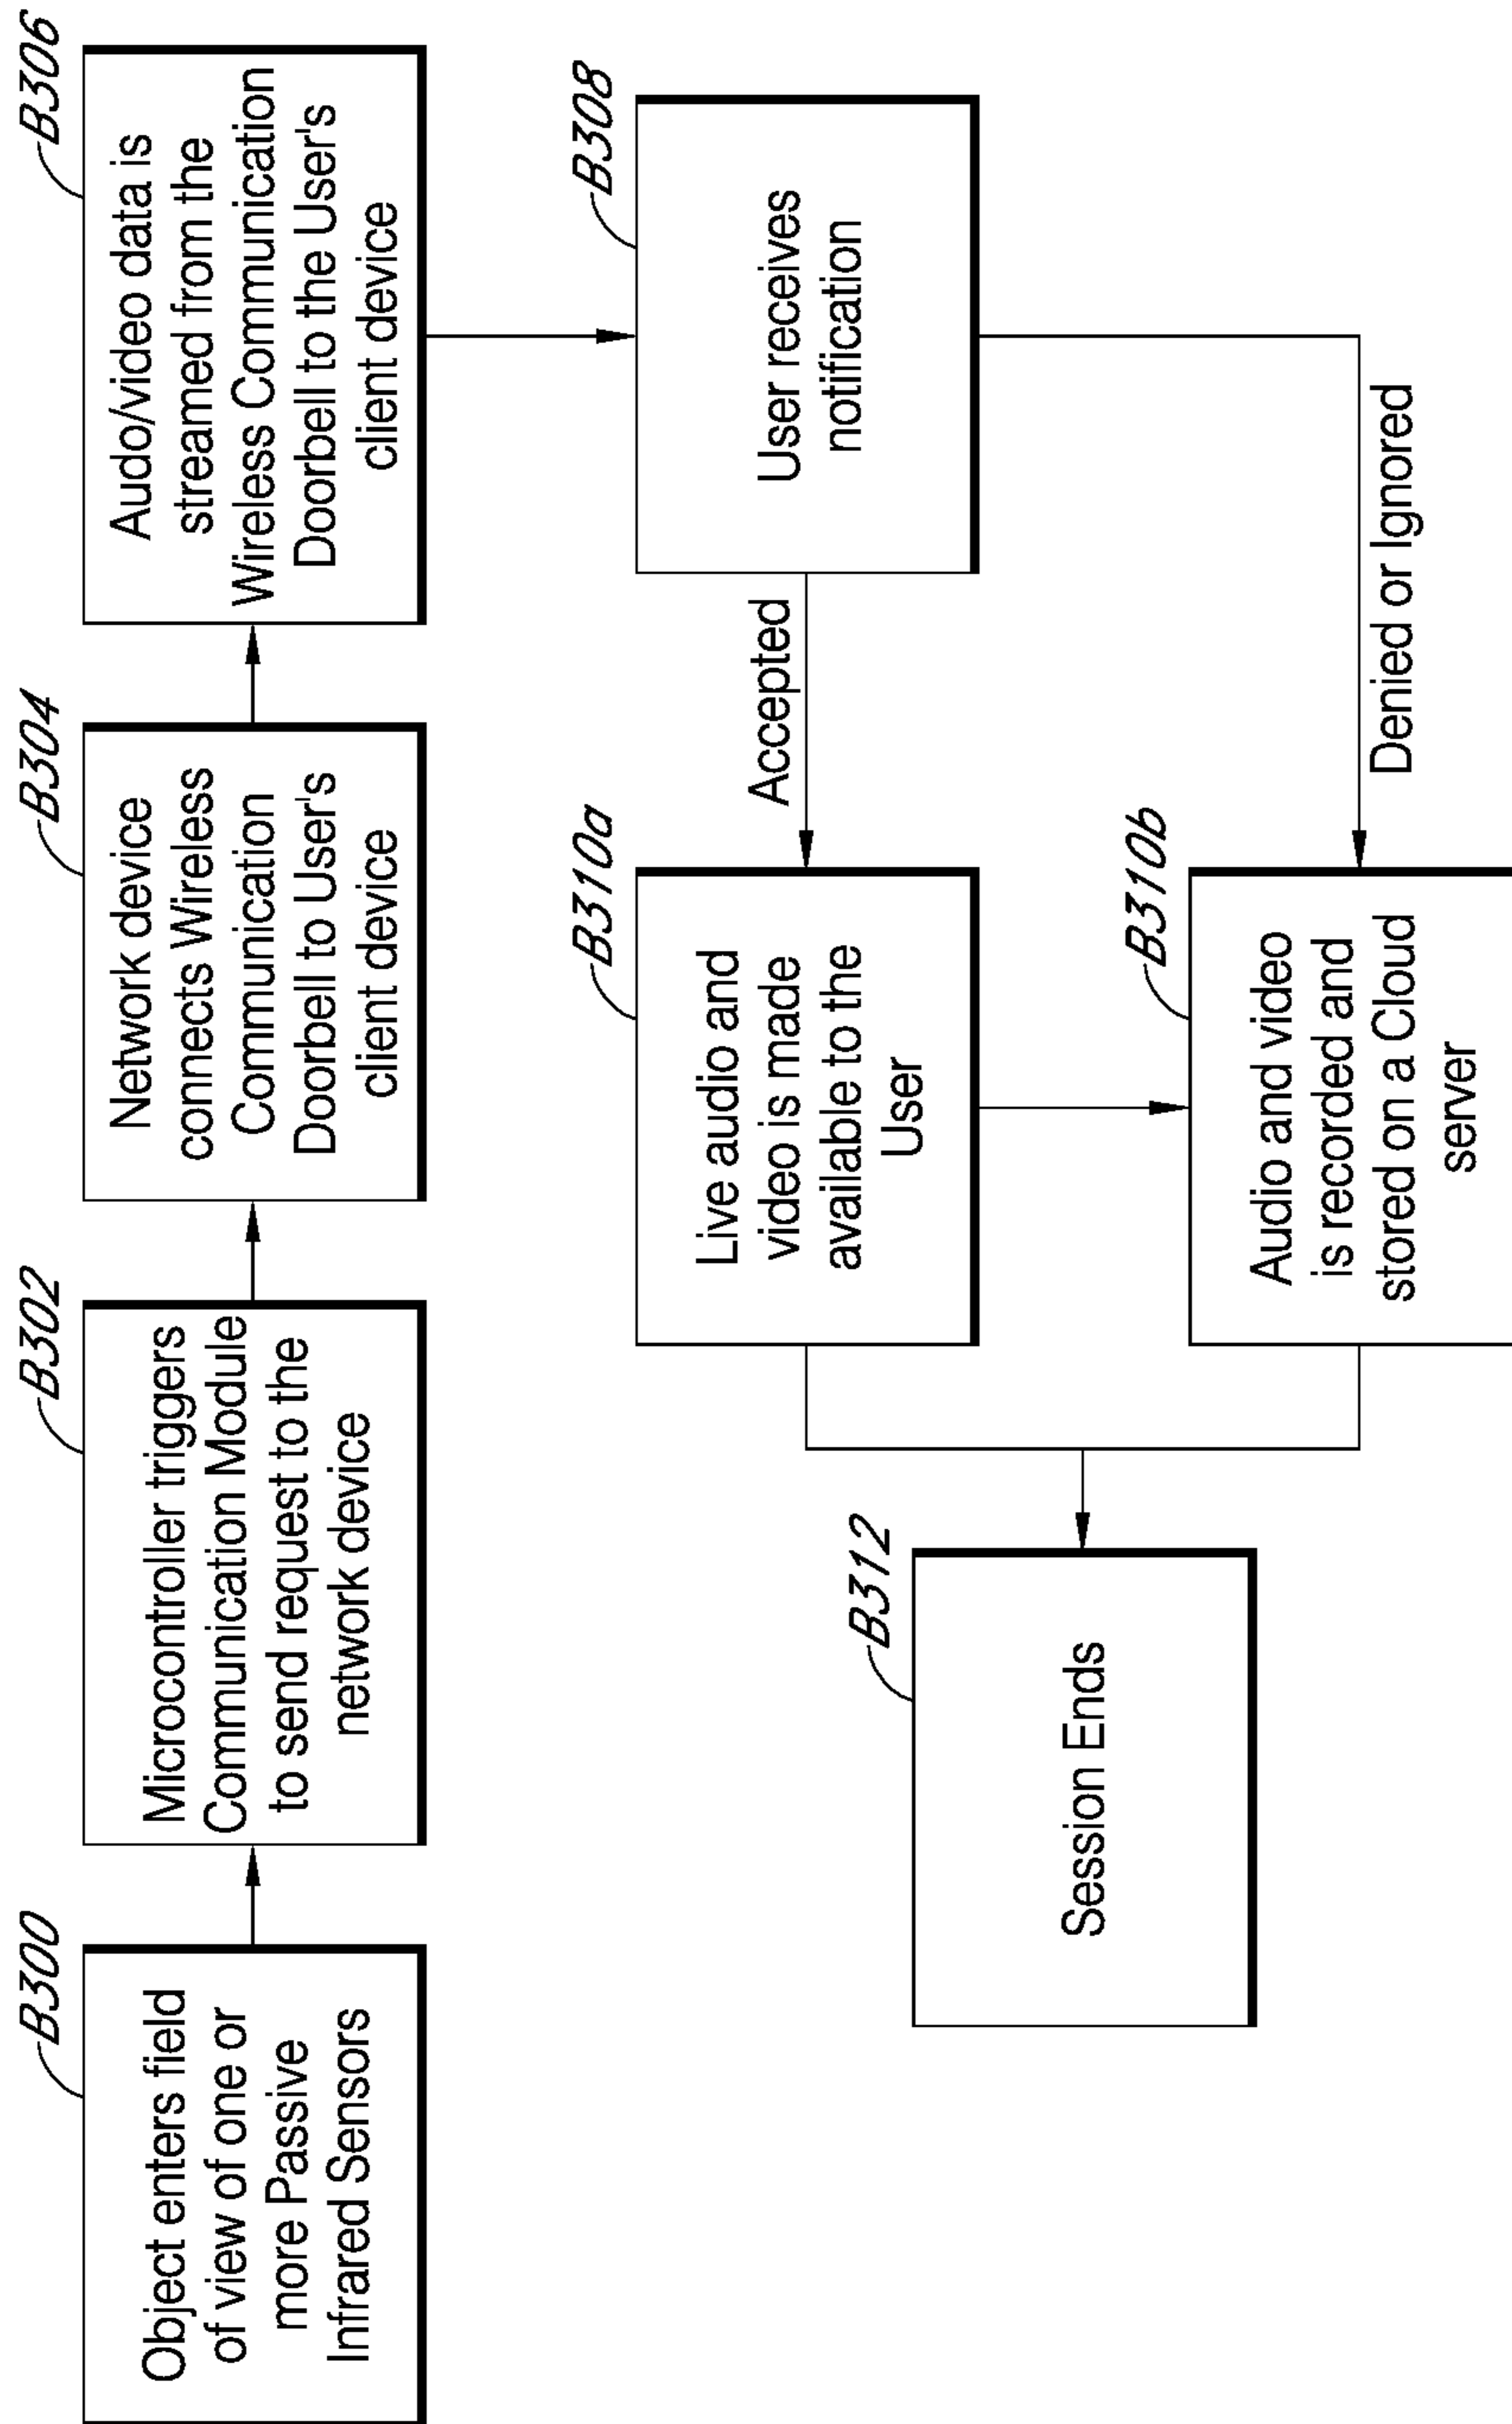 B300
Object enters field
of view of one or
more Passive
Infrared Sensors
B302
Microcontroller triggers
Communication Module
to send request to the
network device
B304
Network device
connects Wireless
Communication
Doorbell to User's
client device
B306
Audo/video data is
streamed from the
Wireless Communication
Doorbell to the User's
client device
B308
User receives
notification
Accepted
Denied or Ignored
B310a
Live audio and
video is made
available to the
User
B310b
Audio and video
is recorded and
stored on a Cloud
server
B312
Session Ends